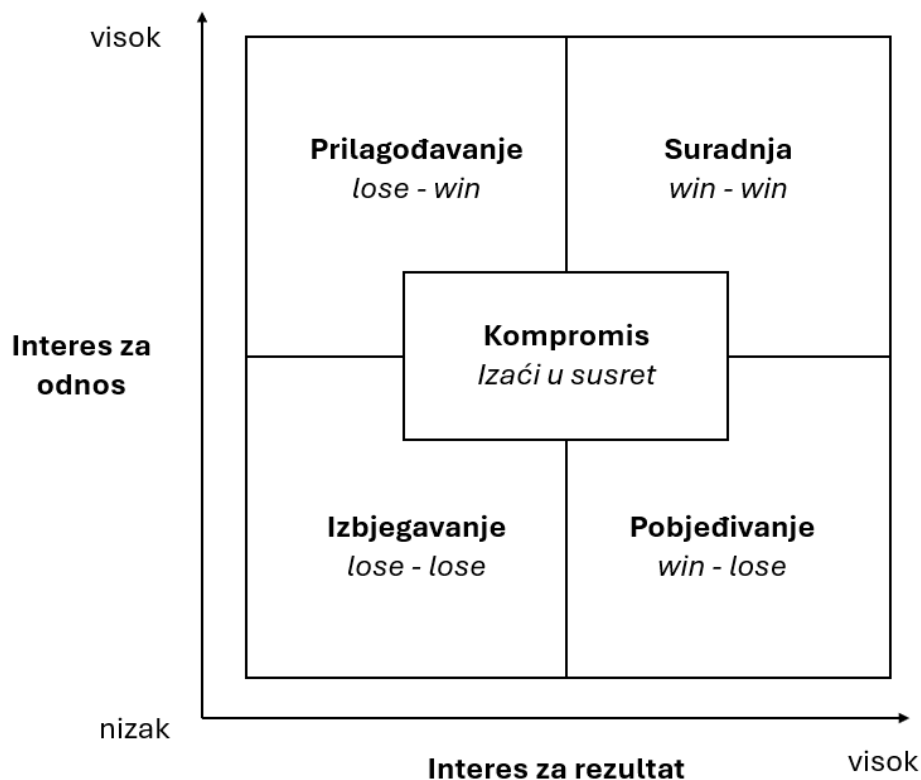 visok
Prilagođavanje
lose - win
Suradnja
win - win
Interes za
odnos
Kompromis
Izaći u susret
Izbjegavanje
lose - lose
Pobjeđivanje
win - lose
nizak
Interes za rezultat
visok